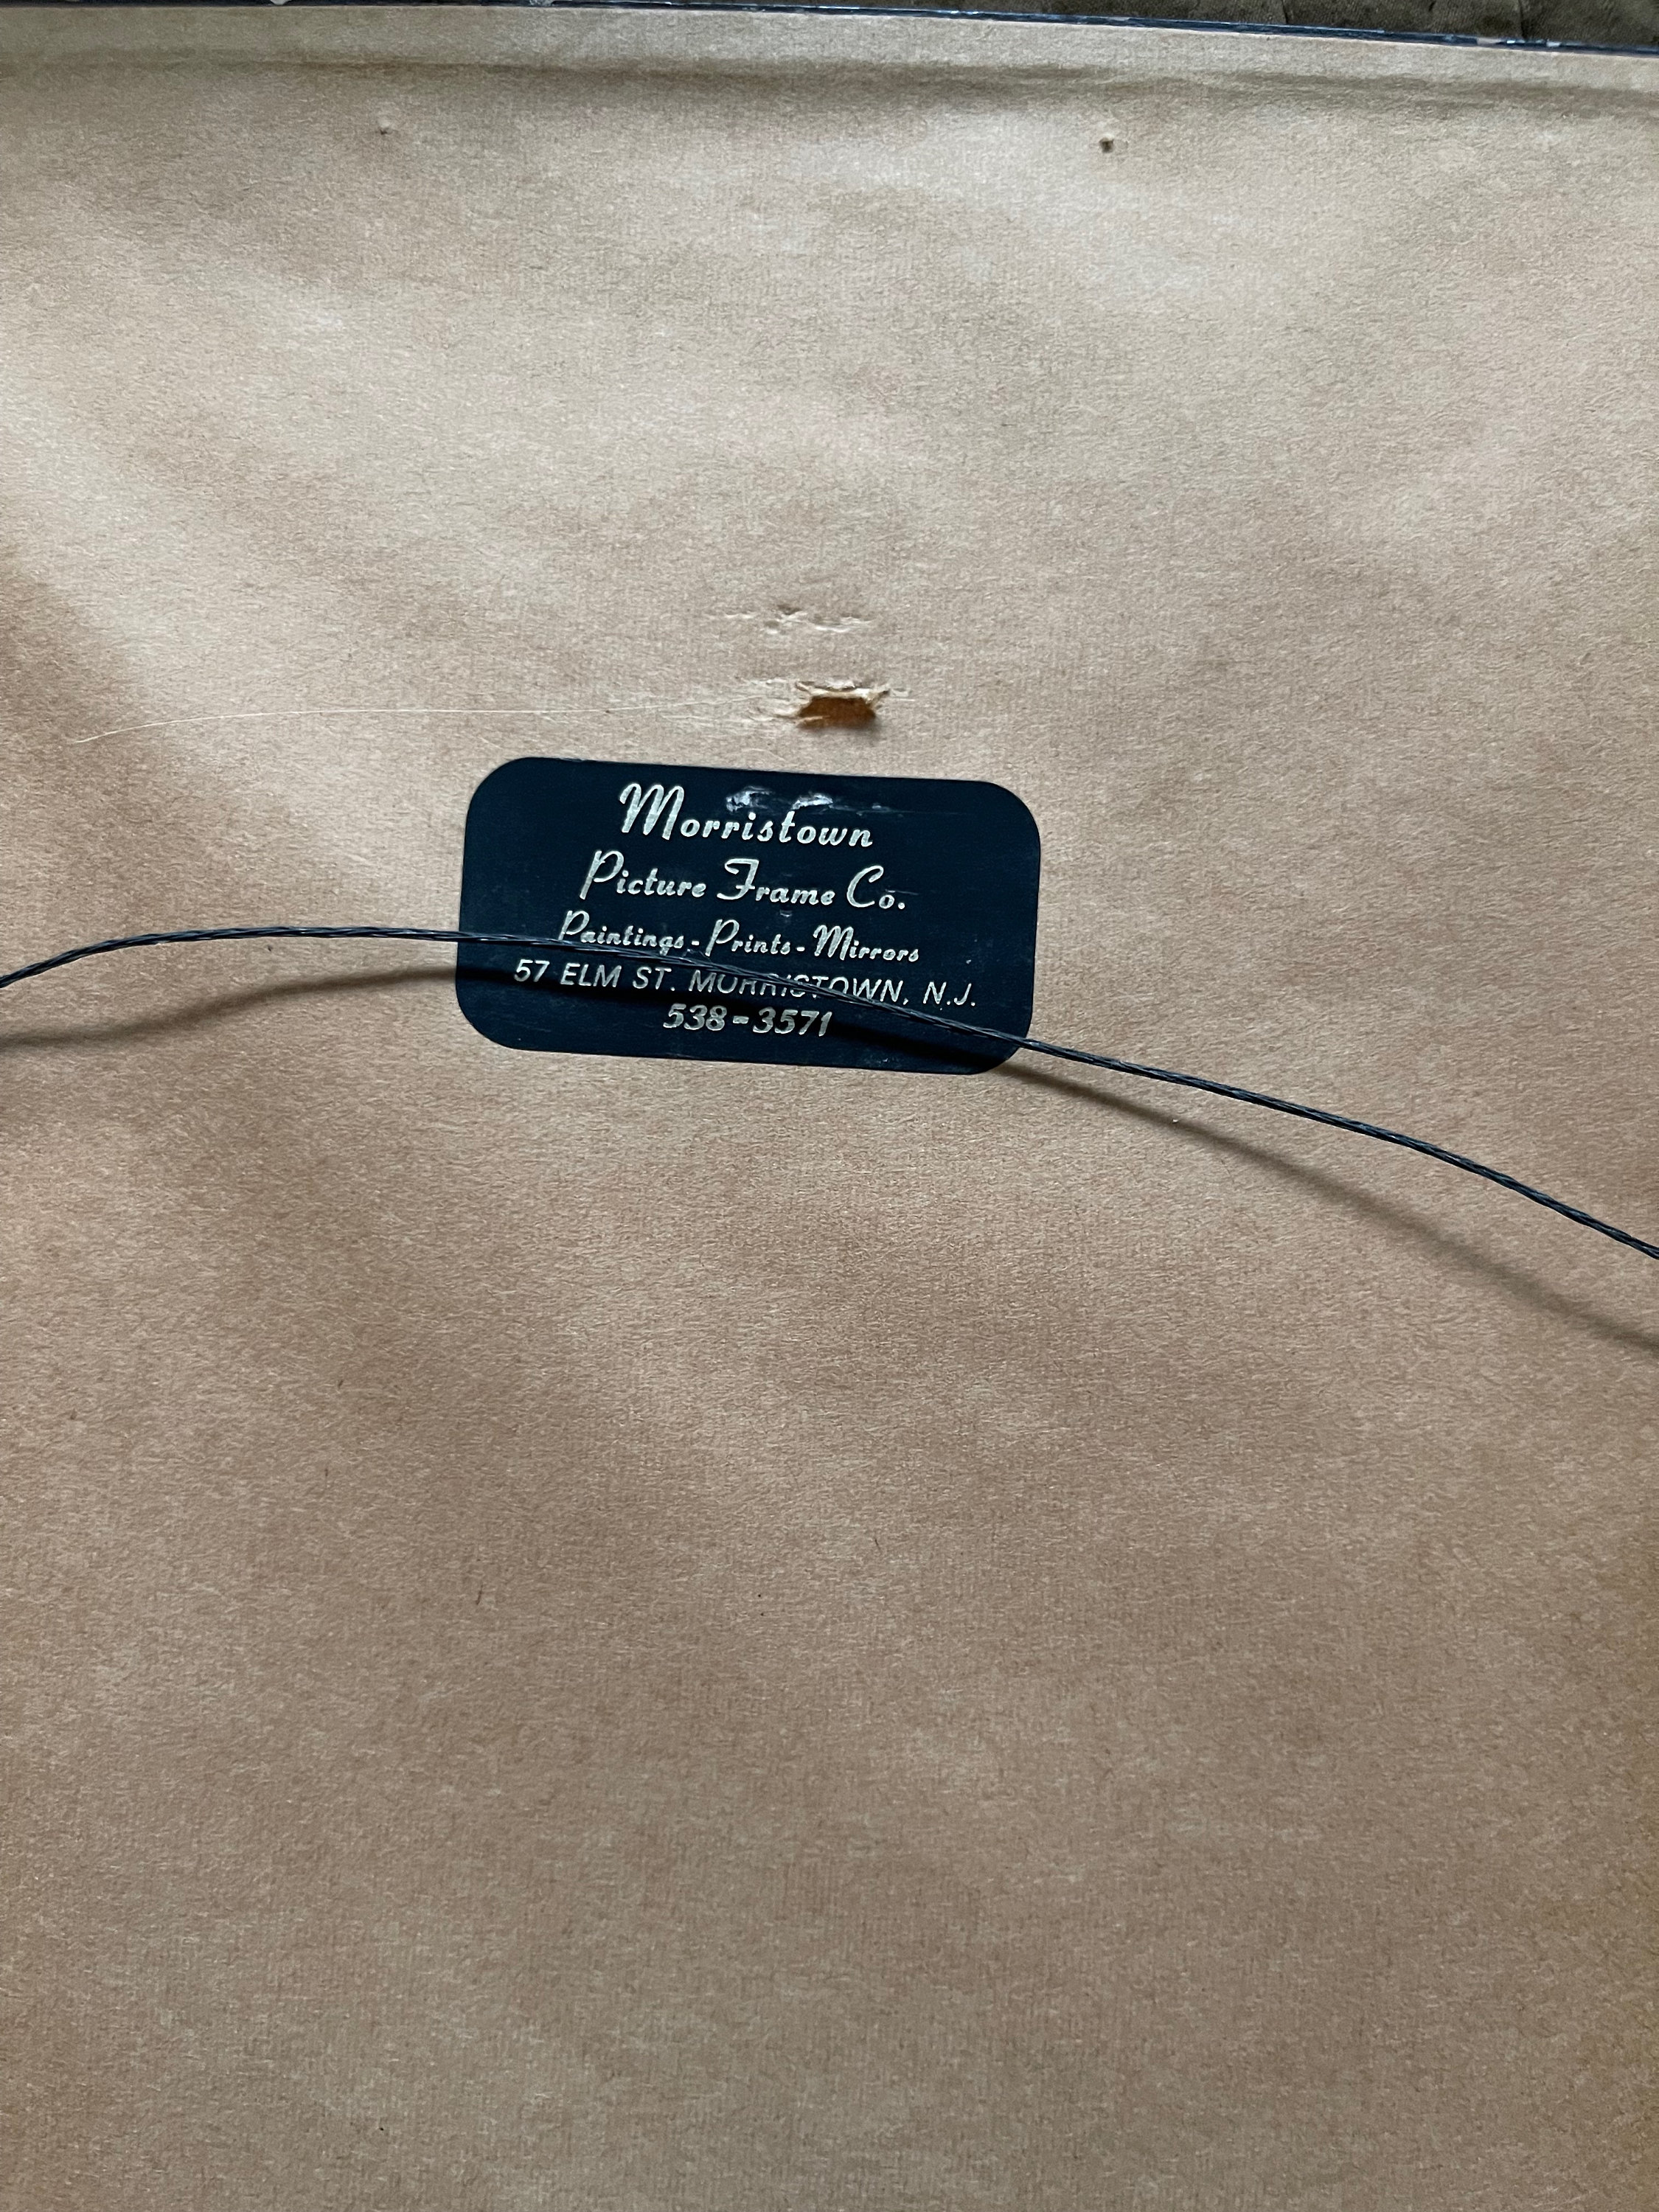 Morristown
Picture Frame Co.
Paintings - Prints - Mirrors
57 ELM ST. MORRISTOWN, N.J.
538-3571